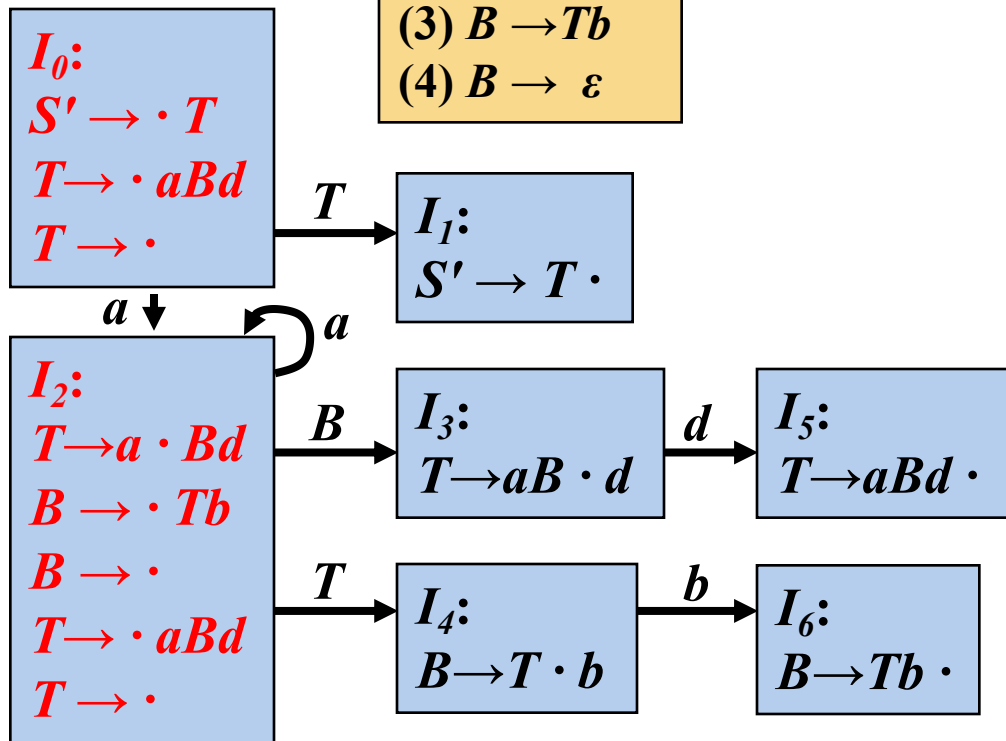 (3) B →Tb
(4) B → ε
I₀:
S' → · T
T→ · aBd
T → ·
T
I₁:
S' → T ·
a
a
I₂:
T→a · Bd
B → · Tb
B → ·
T→ · aBd
T → ·
B
I₃:
T→aB · d
d
I₅:
T→aBd ·
T
I₄:
B→T · b
b
I₆:
B→Tb ·